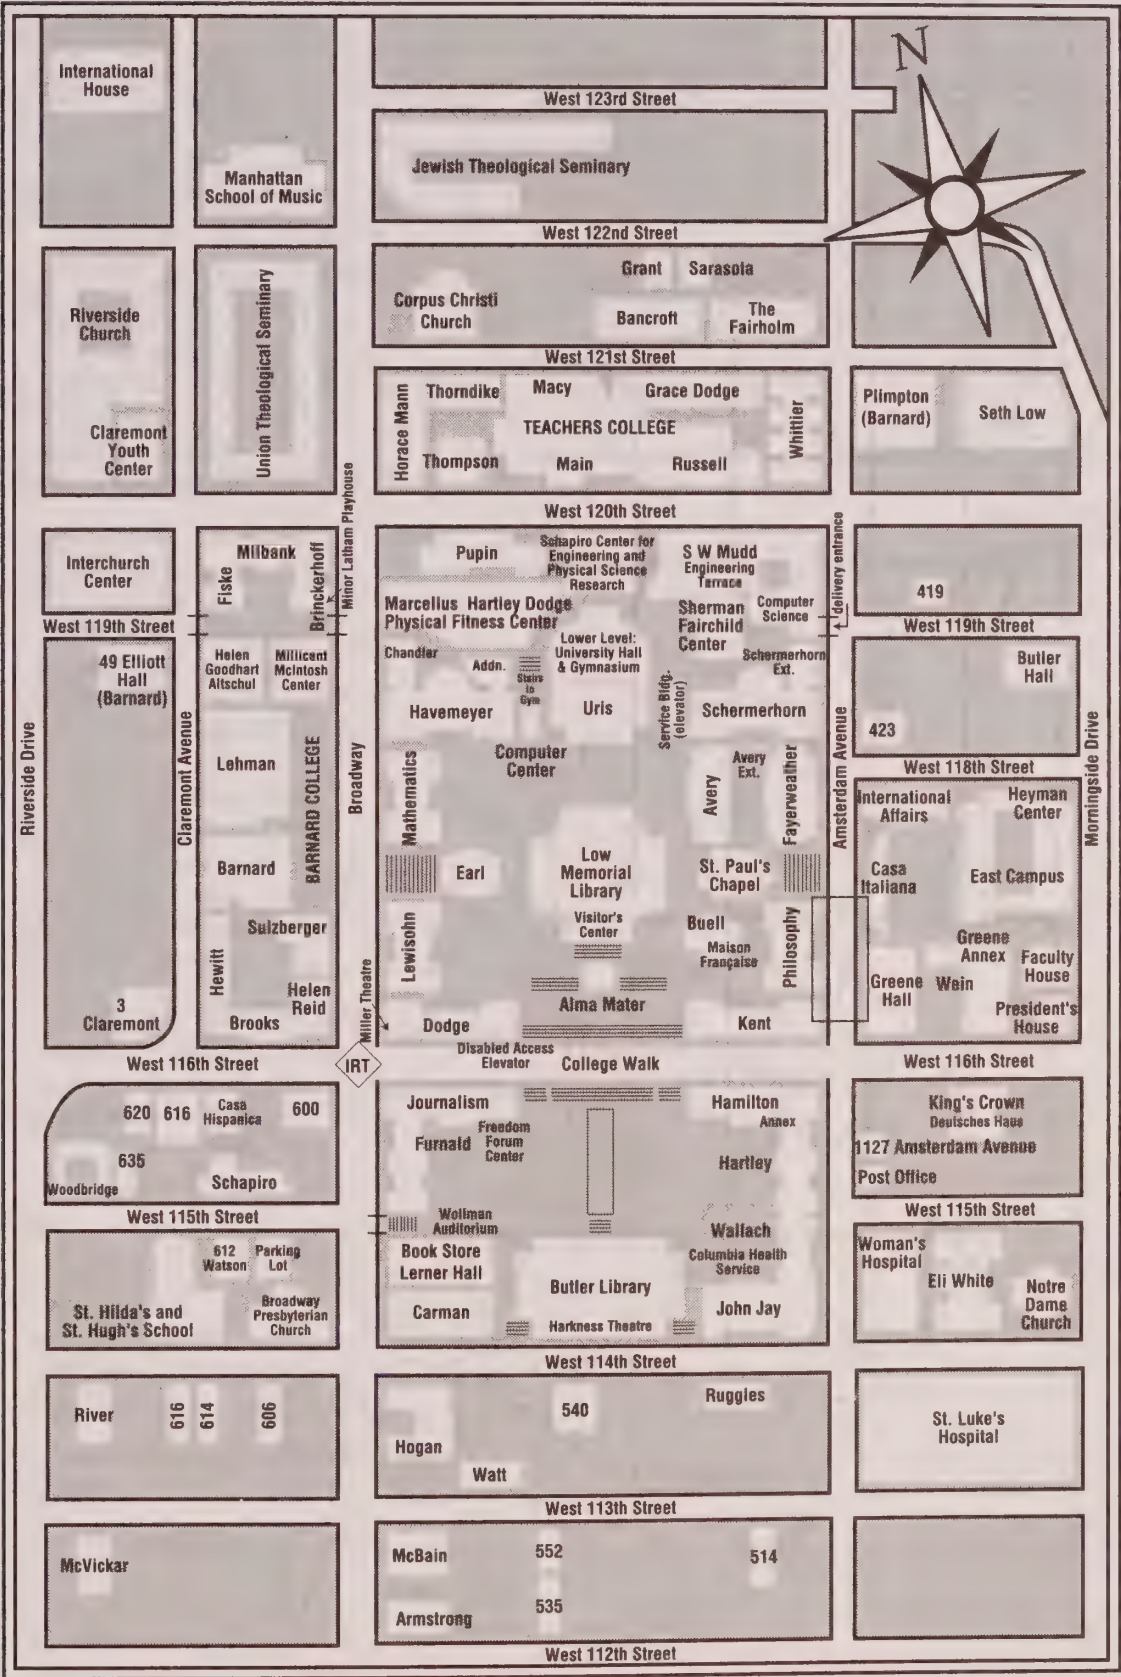 N
International
House
West 123rd Street
Jewish Theological Seminary
Manhattan
School of Music
West 122nd Street
Riverside
Church
Claremont
Youth
Center
Union Theological Seminary
Corpus Christi
Church
Grant
Sarasola
Bancroft
The
Fairholm
West 121st Street
Horace Mann
Thorndike
Macy
Grace Dodge
TEACHERS COLLEGE
Thompson
Main
Russell
Whittier
Plimpton
(Barnard)
Seth Low
West 120th Street
Interchurch
Center
West 119th Street
Milbank
Fiske
Brinckerhoff
Minor Latham Playhouse
Pupin
Schapiro Center for
Engineering and
Physical Science
Research
S W Mudd
Engineering
Terrace
delivery entrance
419
West 119th Street
Marcellus Hartley Dodge
Physical Fitness Center
Sherman
Fairchild
Center
Computer
Science
Chandler
Addn.
Stairs
to
Gym
Lower Level:
University Hall
& Gymnasium
Schermerhorn
Ext.
Havemeyer
Uris
Service Bldg.
(elevator)
Schermerhorn
Butler
Hall
423
West 118th Street
49 Elliott
Hall
(Barnard)
Helen
Goodhart
Altschul
Millicent
McIntosh
Center
Riverside Drive
Claremont Avenue
Lehman
BARNARD COLLEGE
Broadway
Barnard
Sulzberger
Hewitt
Helen
Reid
Brooks
3
Claremont
Mathematics
Computer
Center
Avery
Avery
Ext.
Fayerweather
Amsterdam Avenue
Morningside Drive
Earl
Low
Memorial
Library
St. Paul's
Chapel
Visitor's
Center
Buell
Maison
Française
Philosophy
Lewisohn
Miller Theatre
Alma Mater
Dodge
Kent
International
Affairs
Heyman
Center
Casa
Italiana
East Campus
Greene
Annex
Faculty
House
Greene
Hall
Wein
President's
House
West 116th Street
IRT
Disabled Access
Elevator
College Walk
West 116th Street
620
616
Casa
Hispanica
600
635
Woodbridge
Schapiro
West 115th Street
Journalism
Furnald
Freedom
Forum
Center
Hamilton
Annex
Hartley
Wollman
Auditorium
Wallach
Columbia Health
Service
Book Store
Lerner Hall
Butler Library
Carman
Harkness Theatre
John Jay
King's Crown
Deutsches Haus
1127 Amsterdam Avenue
Post Office
West 115th Street
Woman's
Hospital
Eli White
Notre
Dame
Church
612
Watson
Parking
Lot
St. Hilda's and
St. Hugh's School
Broadway
Presbyterian
Church
West 114th Street
River
616
614
606
Hogan
Watt
540
Ruggles
St. Luke's
Hospital
West 113th Street
McVickar
McBain
552
514
Armstrong
535
West 112th Street